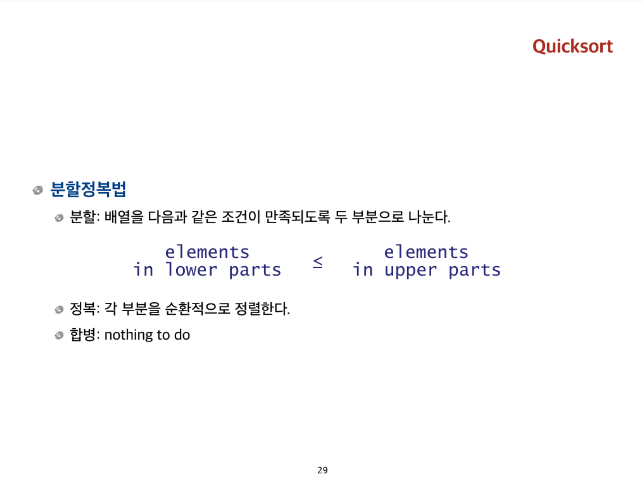 Quicksort
분할정복법
분할: 배열을 다음과 같은 조건이 만족되도록 두 부분으로 나눈다.
elements in lower parts ≤ elements in upper parts
정복: 각 부분을 순환적으로 정렬한다.
합병: nothing to do
29